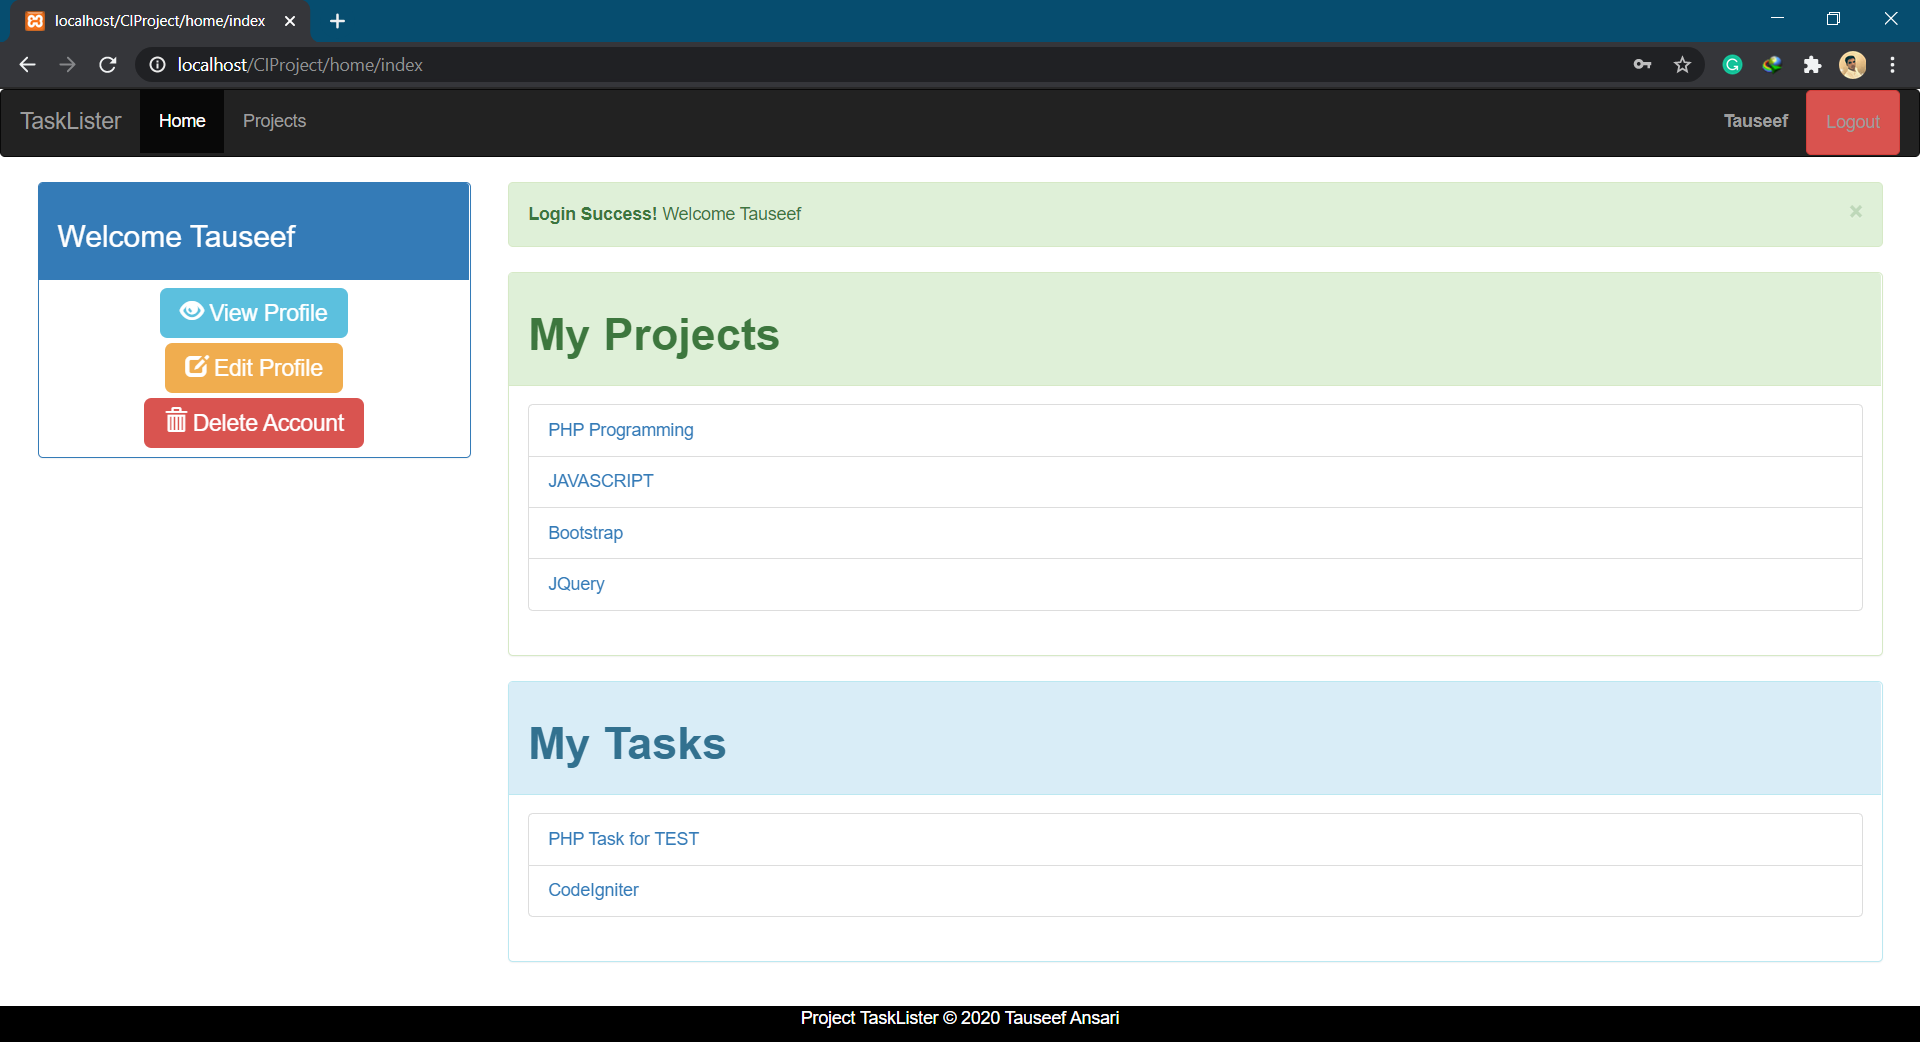 localhost/CIProject/home/index
localhost/CIProject/home/index
TaskLister Home Projects Tauseef Logout
Welcome Tauseef
View Profile
Edit Profile
Delete Account
Login Success! Welcome Tauseef ×
My Projects
PHP Programming
JAVASCRIPT
Bootstrap
JQuery
My Tasks
PHP Task for TEST
CodeIgniter
Project TaskLister © 2020 Tauseef Ansari